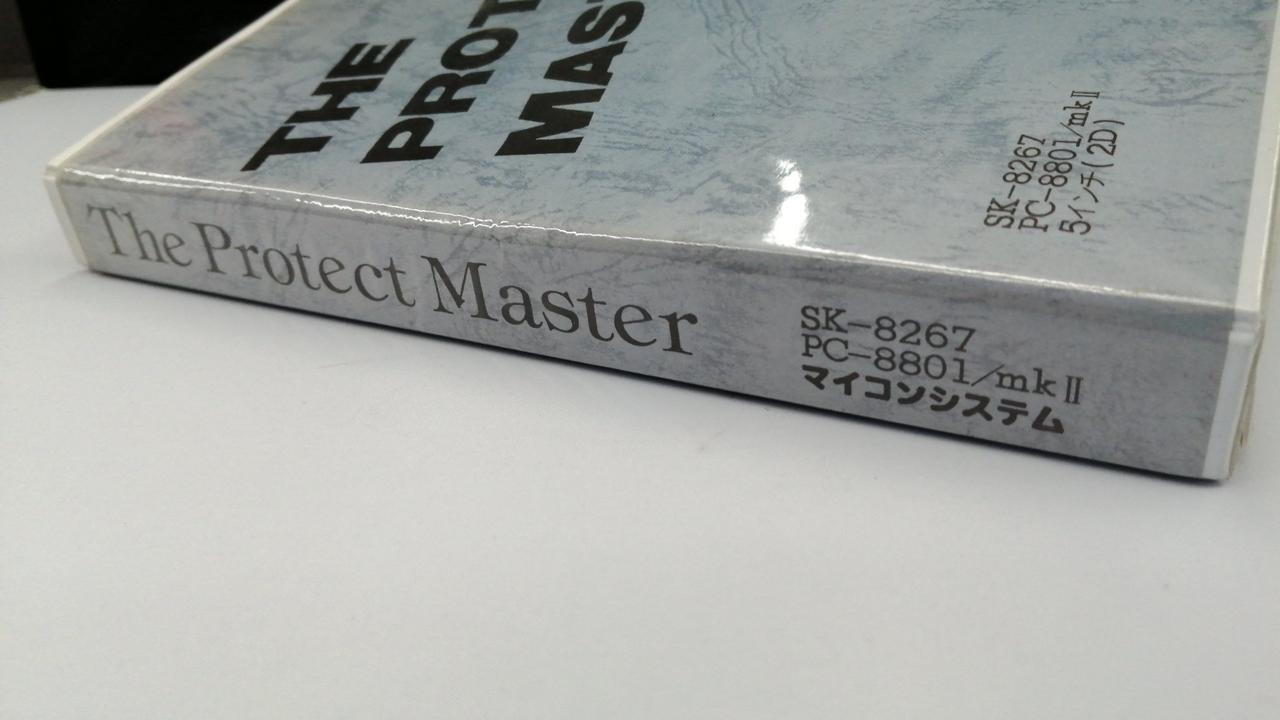 THE
PROT
MAS
SK-8267
PC-8801/mkⅡ
5インチ(2D)
The Protect Master
SK-8267
PC-8801/mkⅡ
マイコンシステム